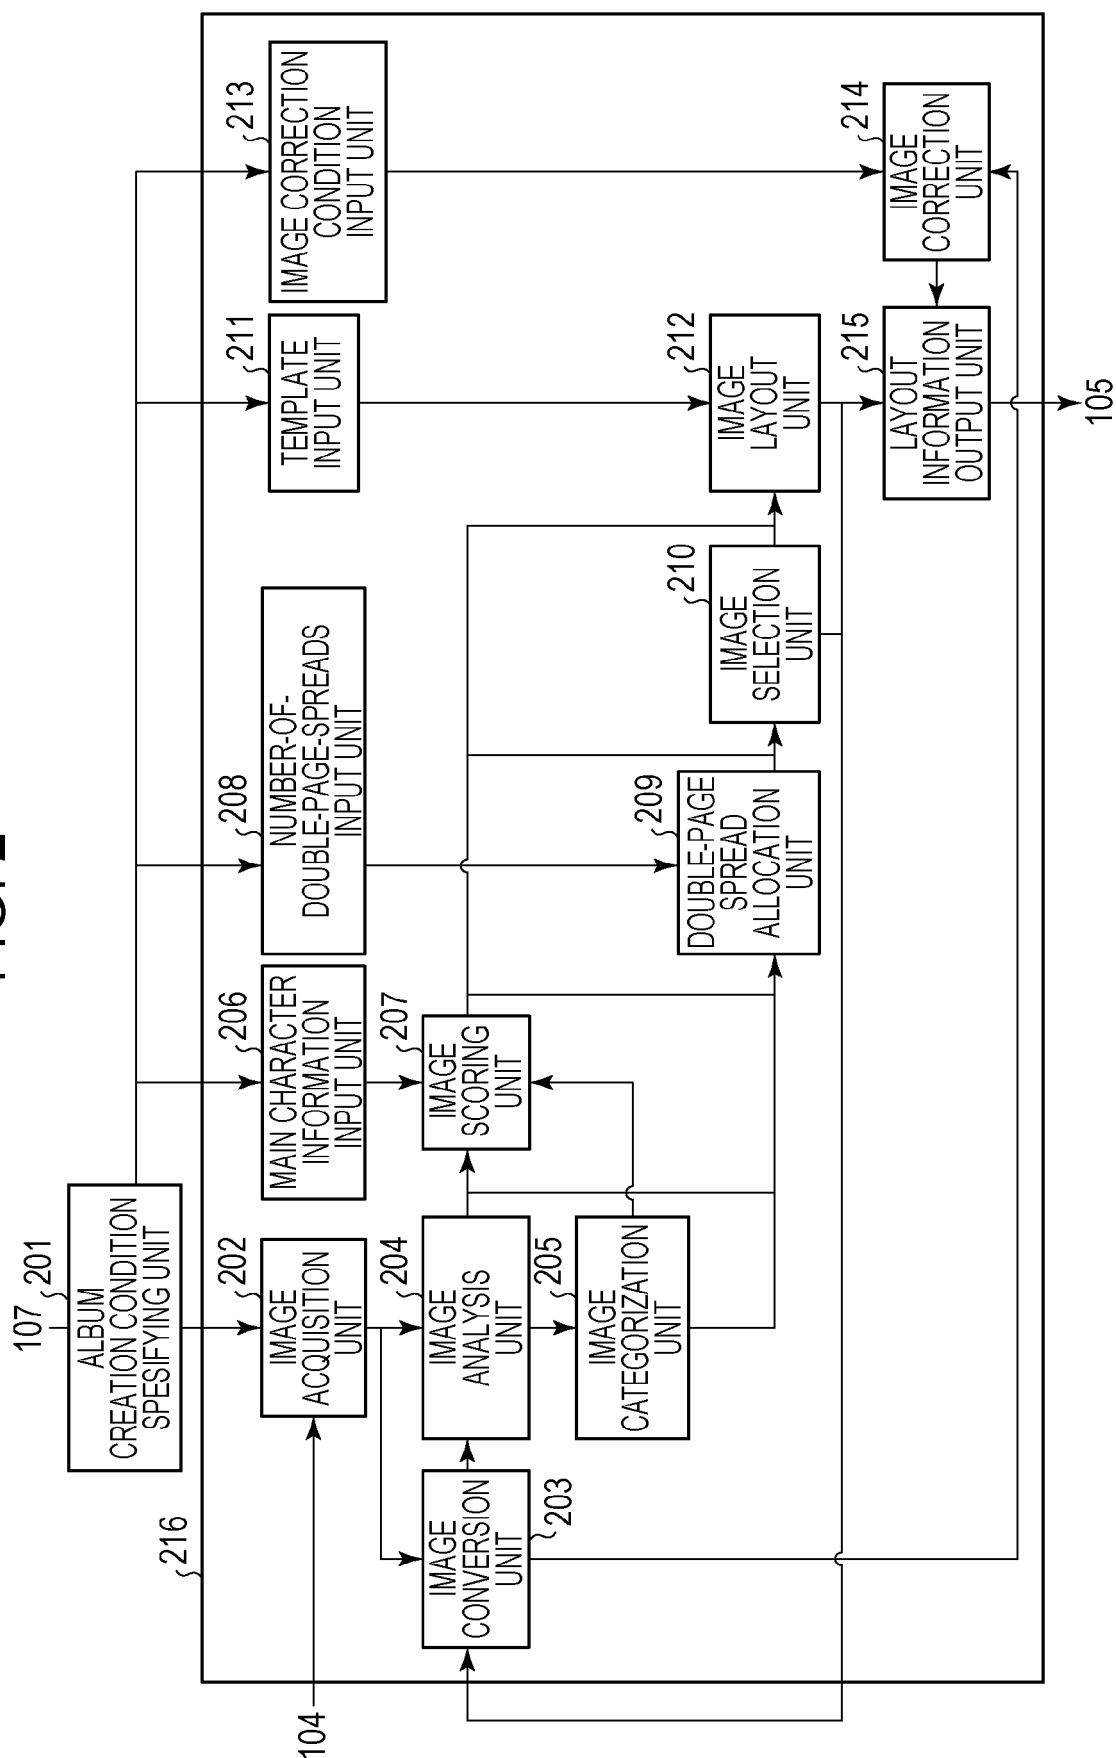 107
201
ALBUM
CREATION CONDITION
SPESIFYING UNIT
216
104
202
IMAGE
ACQUISITION
UNIT
206
MAIN CHARACTER
INFORMATION
INPUT UNIT
208
NUMBER-OF-
DOUBLE-PAGE-SPREADS
INPUT UNIT
211
TEMPLATE
INPUT UNIT
213
IMAGE CORRECTION
CONDITION
INPUT UNIT
203
IMAGE
CONVERSION
UNIT
204
IMAGE
ANALYSIS
UNIT
207
IMAGE
SCORING
UNIT
205
IMAGE
CATEGORIZATION
UNIT
209
DOUBLE-PAGE
SPREAD
ALLOCATION
UNIT
210
IMAGE
SELECTION
UNIT
212
IMAGE
LAYOUT
UNIT
215
LAYOUT
INFORMATION
OUTPUT UNIT
214
IMAGE
CORRECTION
UNIT
105